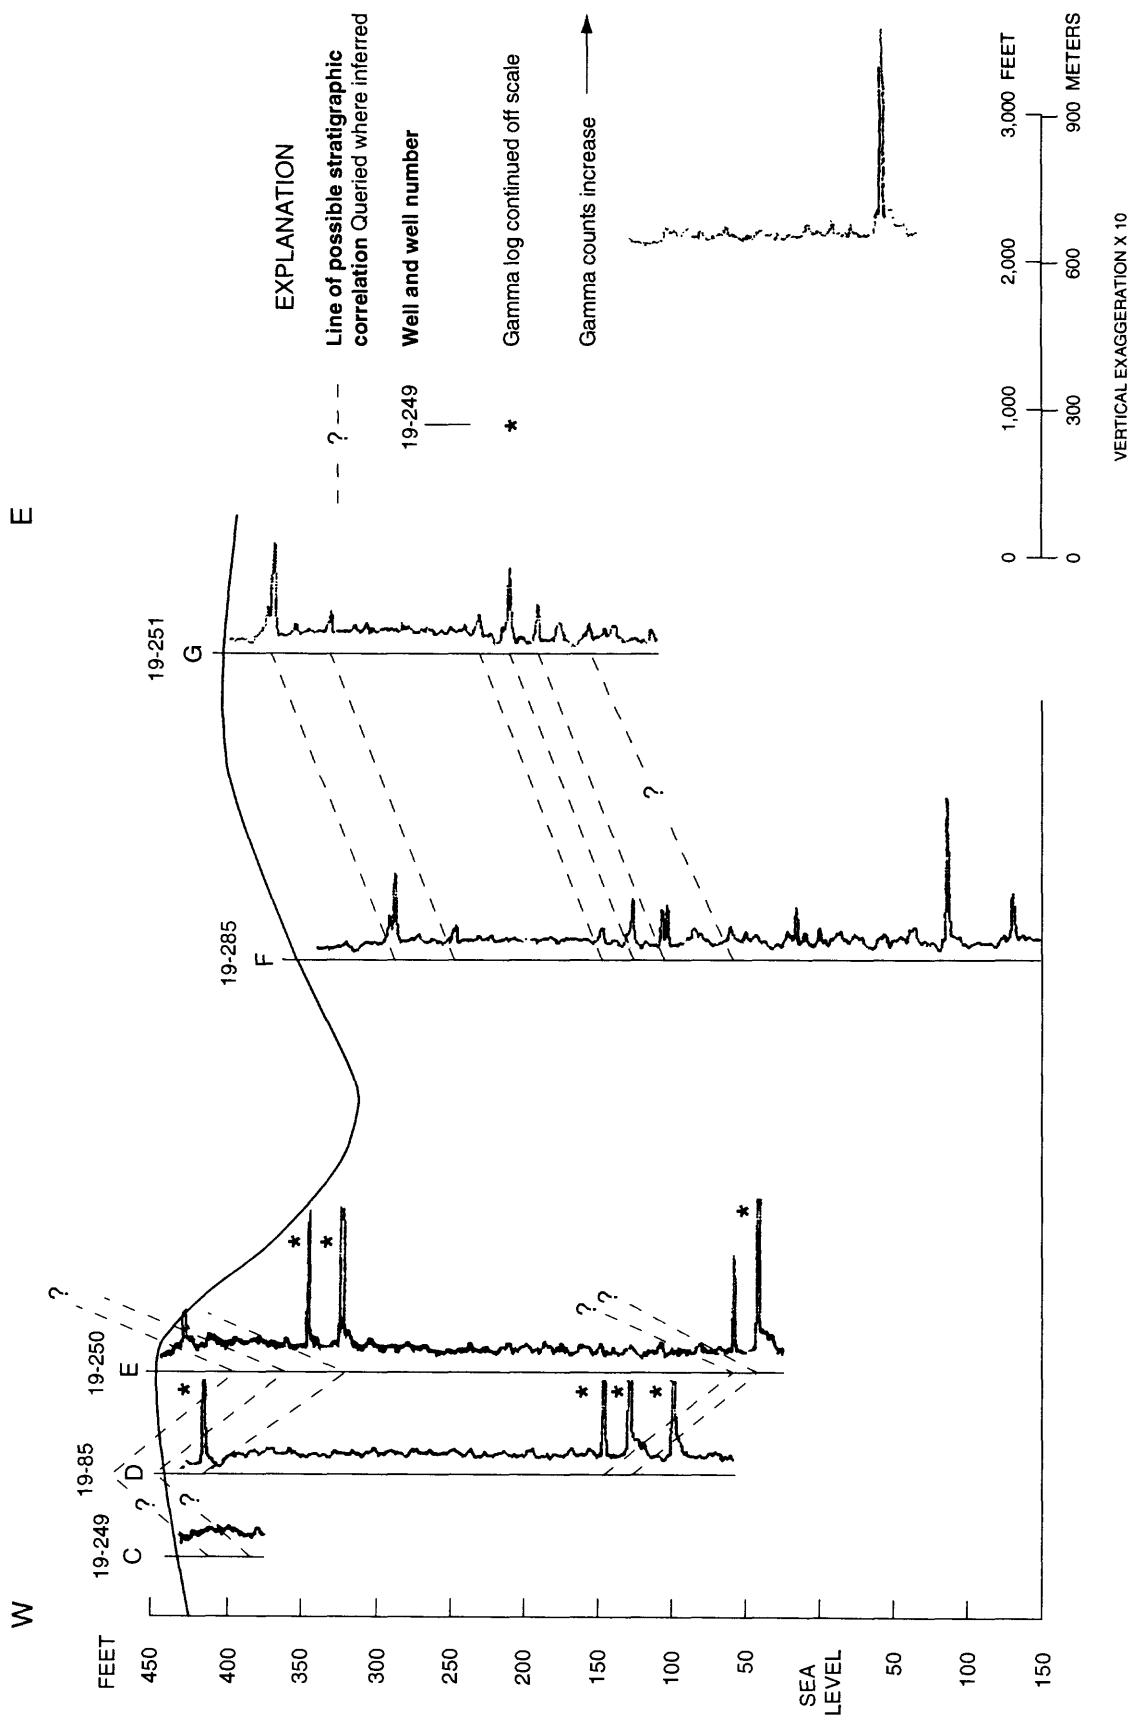 W
E
FEET
450
400
350
300
250
200
150
100
50
SEA
LEVEL
50
100
150
19-249
C
19-85
D
19-250
E
19-285
F
19-251
G
?
?
?
?
?
?
*
*
*
*
*
*
*
EXPLANATION
? Line of possible stratigraphic
correlation Queried where inferred
19-249 Well and well number
* Gamma log continued off scale
Gamma counts increase
0 1,000 2,000 3,000 FEET
0 300 600 900 METERS
VERTICAL EXAGGERATION X 10